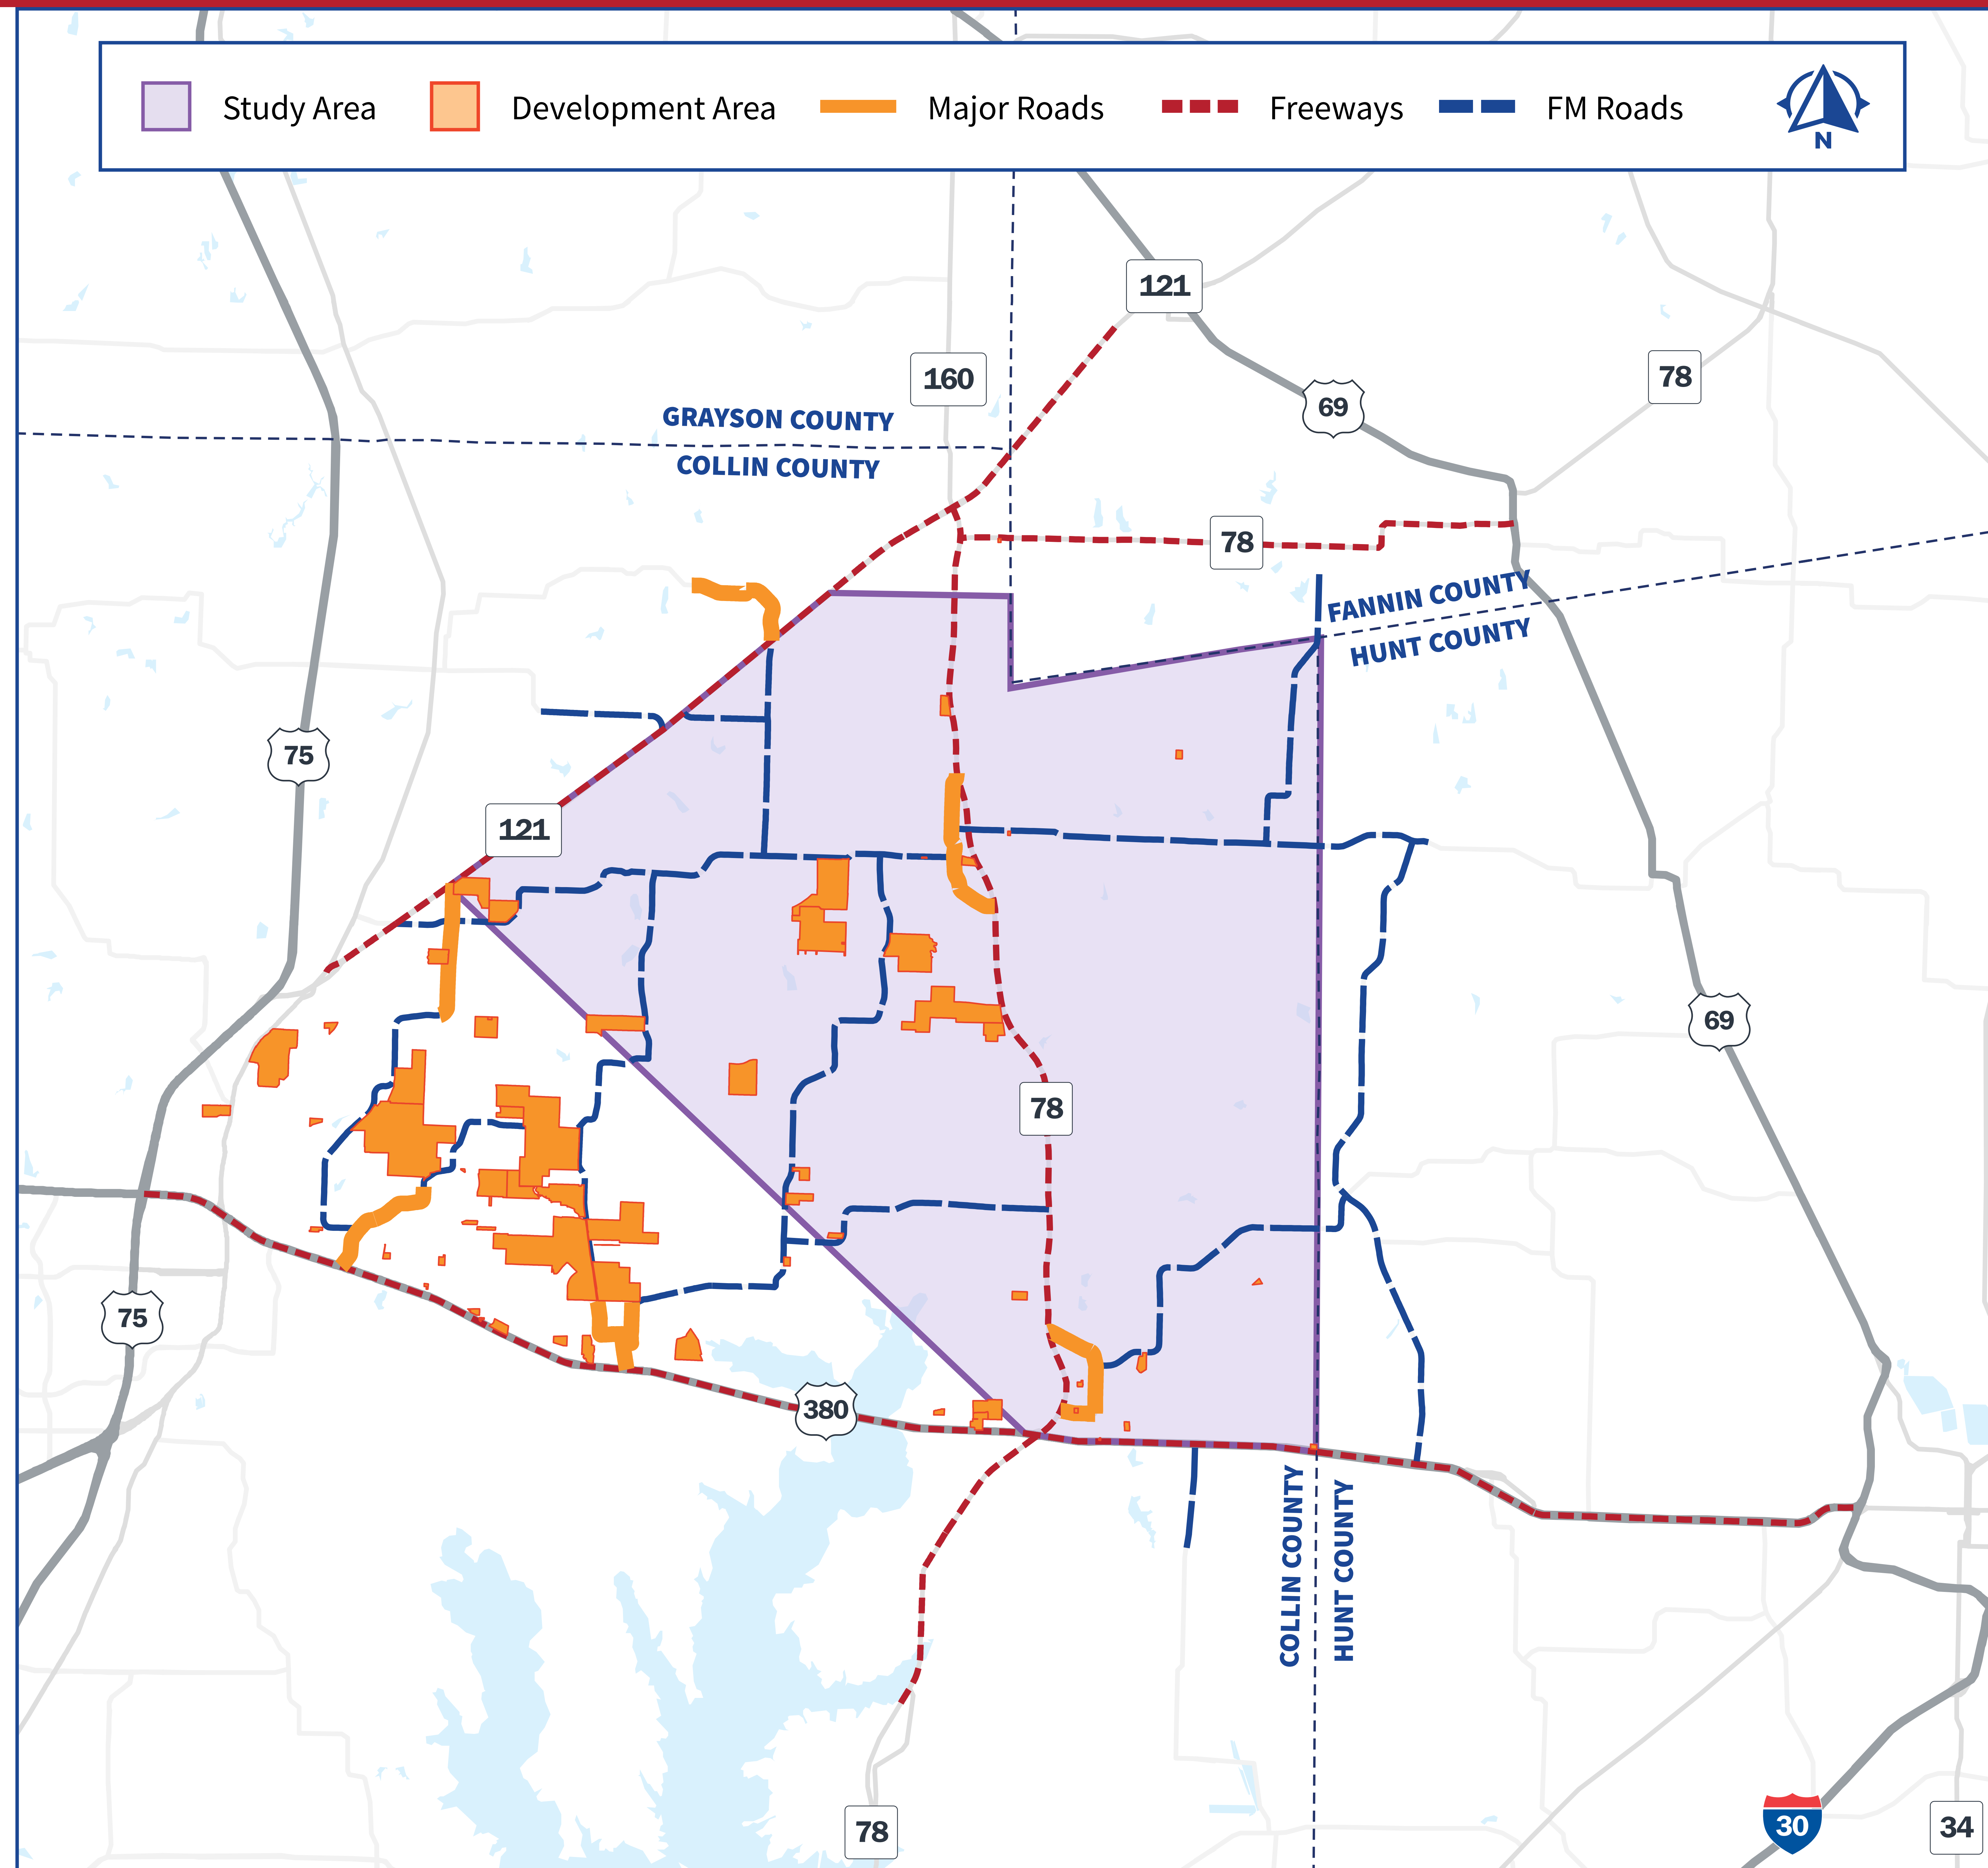 Study Area
Development Area
Major Roads
Freeways
FM Roads
N
121
160
78
69
GRAYSON COUNTY
COLLIN COUNTY
78
FANNIN COUNTY
HUNT COUNTY
75
121
69
78
75
380
COLLIN COUNTY
HUNT COUNTY
78
30
34